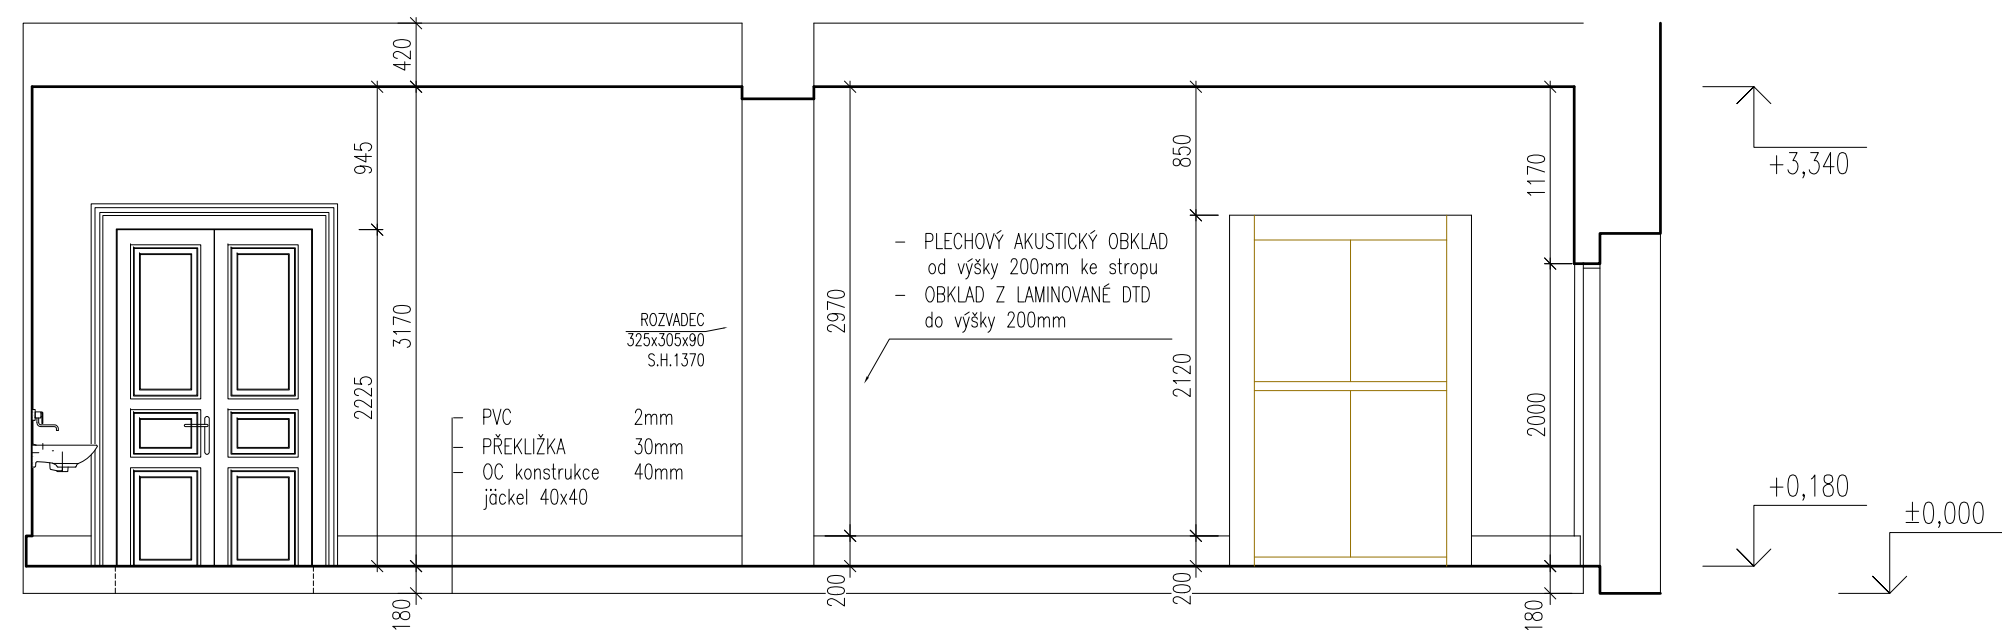 420
945
3170
2225
180
ROZVADEC
325x305x90
S.H.1370
PVC 2mm
PŘEKLIŽKA 30mm
OC konstrukce 40mm
jäckel 40x40
2970
200
– PLECHOVÝ AKUSTICKÝ OBKLAD
od výšky 200mm ke stropu
– OBKLAD Z LAMINOVANÉ DTD
do výšky 200mm
850
2120
200
1170
2000
180
+3,340
+0,180
±0,000